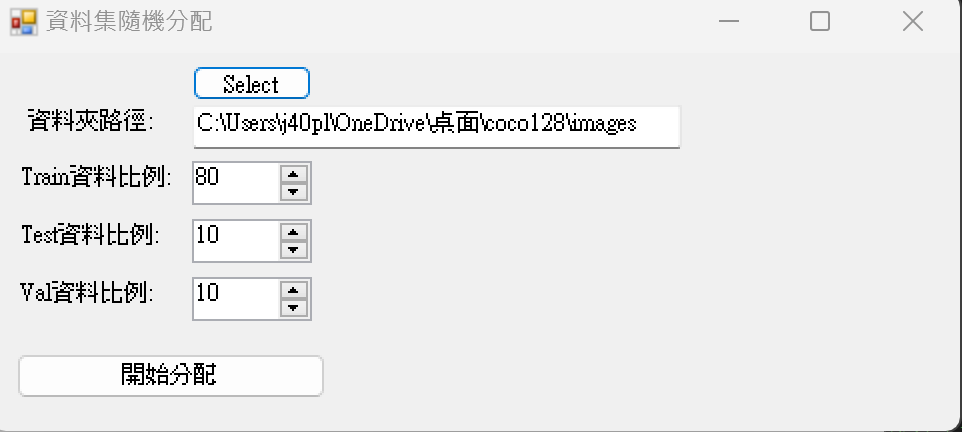 資料集隨機分配
Select
資料夾路徑:
C:\Users\j40pl\OneDrive\桌面\coco128\images
Train資料比例:
80
Test資料比例:
10
Val資料比例:
10
開始分配